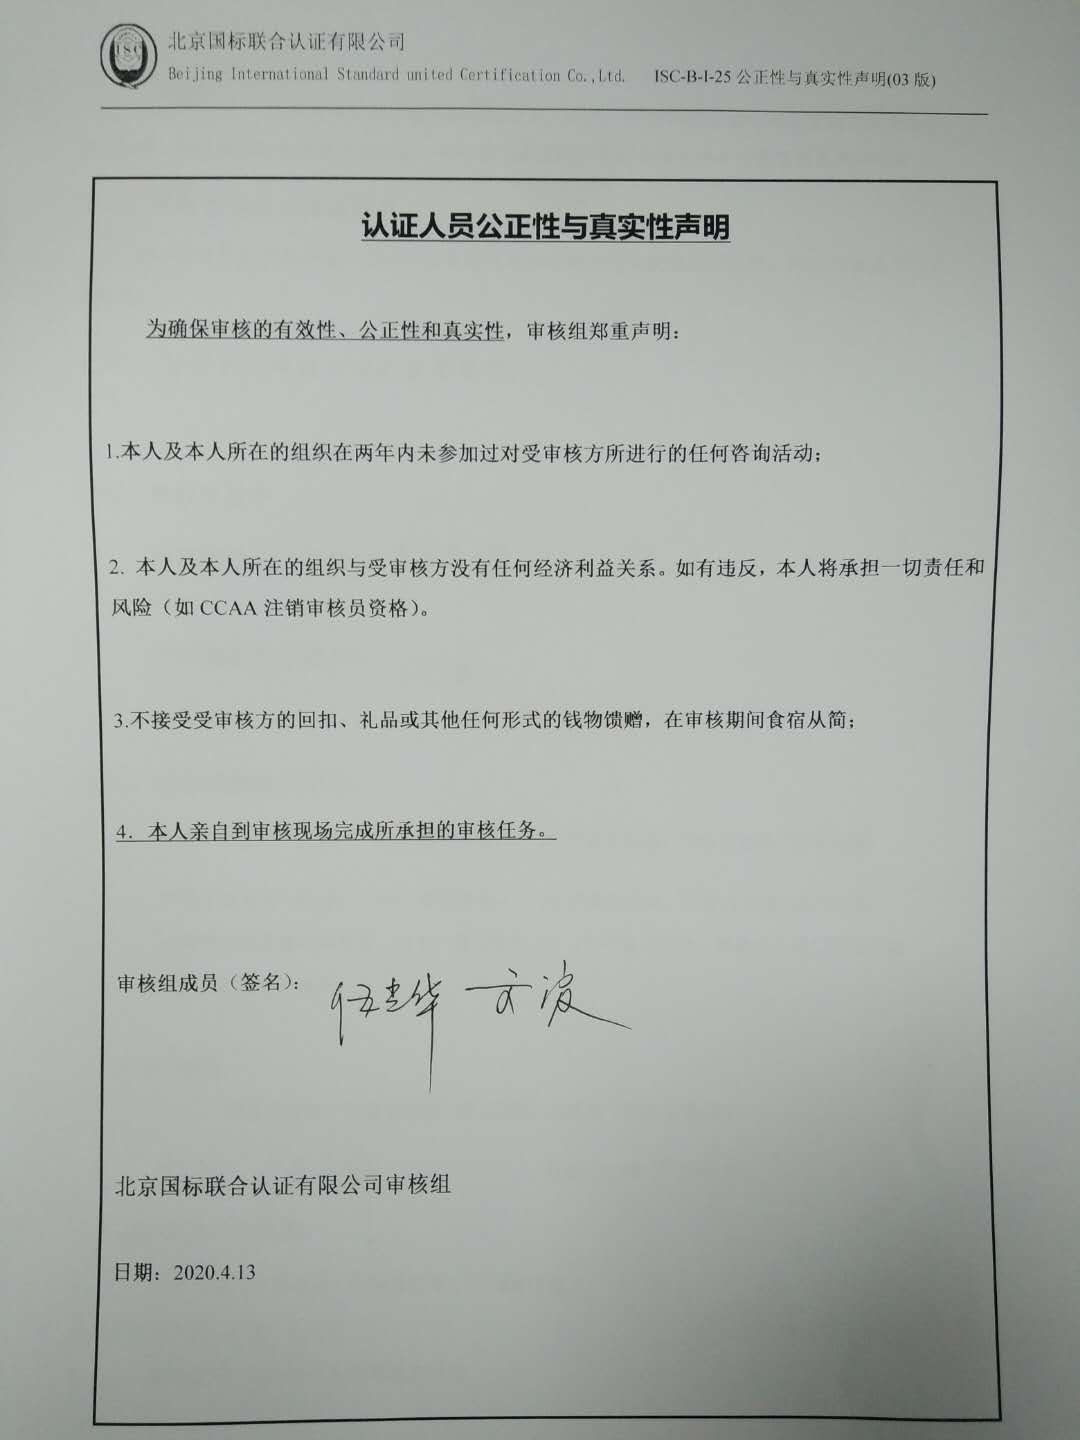 ISC
北京国标联合认证有限公司
Beijing International Standard united Certification Co.,Ltd. ISC-B-I-25 公正性与真实性声明(03 版)
认证人员公正性与真实性声明
为确保审核的有效性、公正性和真实性，审核组郑重声明：
1.本人及本人所在的组织在两年内未参加过对受审核方所进行的任何咨询活动；
2. 本人及本人所在的组织与受审核方没有任何经济利益关系。如有违反，本人将承担一切责任和
风险（如 CCAA 注销审核员资格）。
3.不接受受审核方的回扣、礼品或其他任何形式的钱物馈赠，在审核期间食宿从简；
4. 本人亲自到审核现场完成所承担的审核任务。
审核组成员（签名）： 文波
北京国标联合认证有限公司审核组
日期：2020.4.13